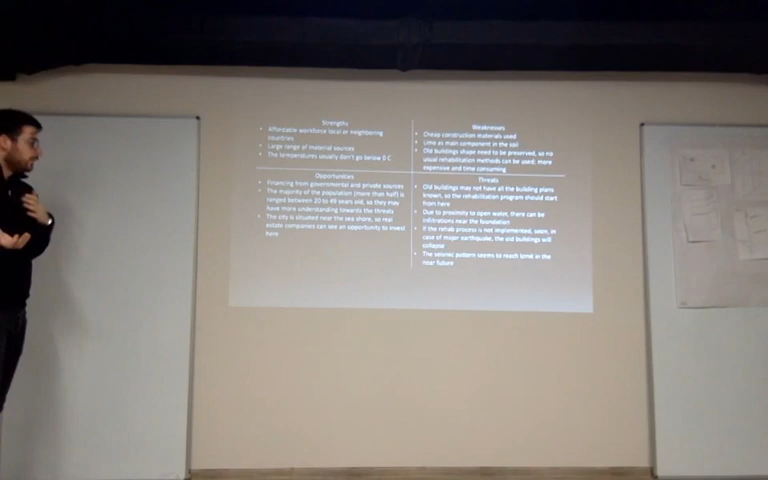 Strengths
• Affordable workforce local or neighboring
countries
• Large range of material sources
• The temperatures usually don't go below 0 C
Weaknesses
• Cheap construction materials used
• Lime as main component in the soil
• Old buildings shape need to be preserved, so no
usual rehabilitation methods can be used; more
expensive and time consuming
Opportunities
• Financing from governmental and private sources
• The majority of the population (more than half) is
ranged between 20 to 49 years old, so they may
have more understanding towards the threats
• The city is situated near the sea shore, so real
estate companies can see an opportunity to invest
here
Threats
• Old buildings may not have all the building plans
known, so the rehabilitation program should start
from here
• Due to proximity to open water, there can be
infiltrations near the foundation
• If the rehab process is not implemented, soon, in
case of major earthquake, the old buildings will
collapse
• The seismic pattern seems to reach Izmit in the
near future